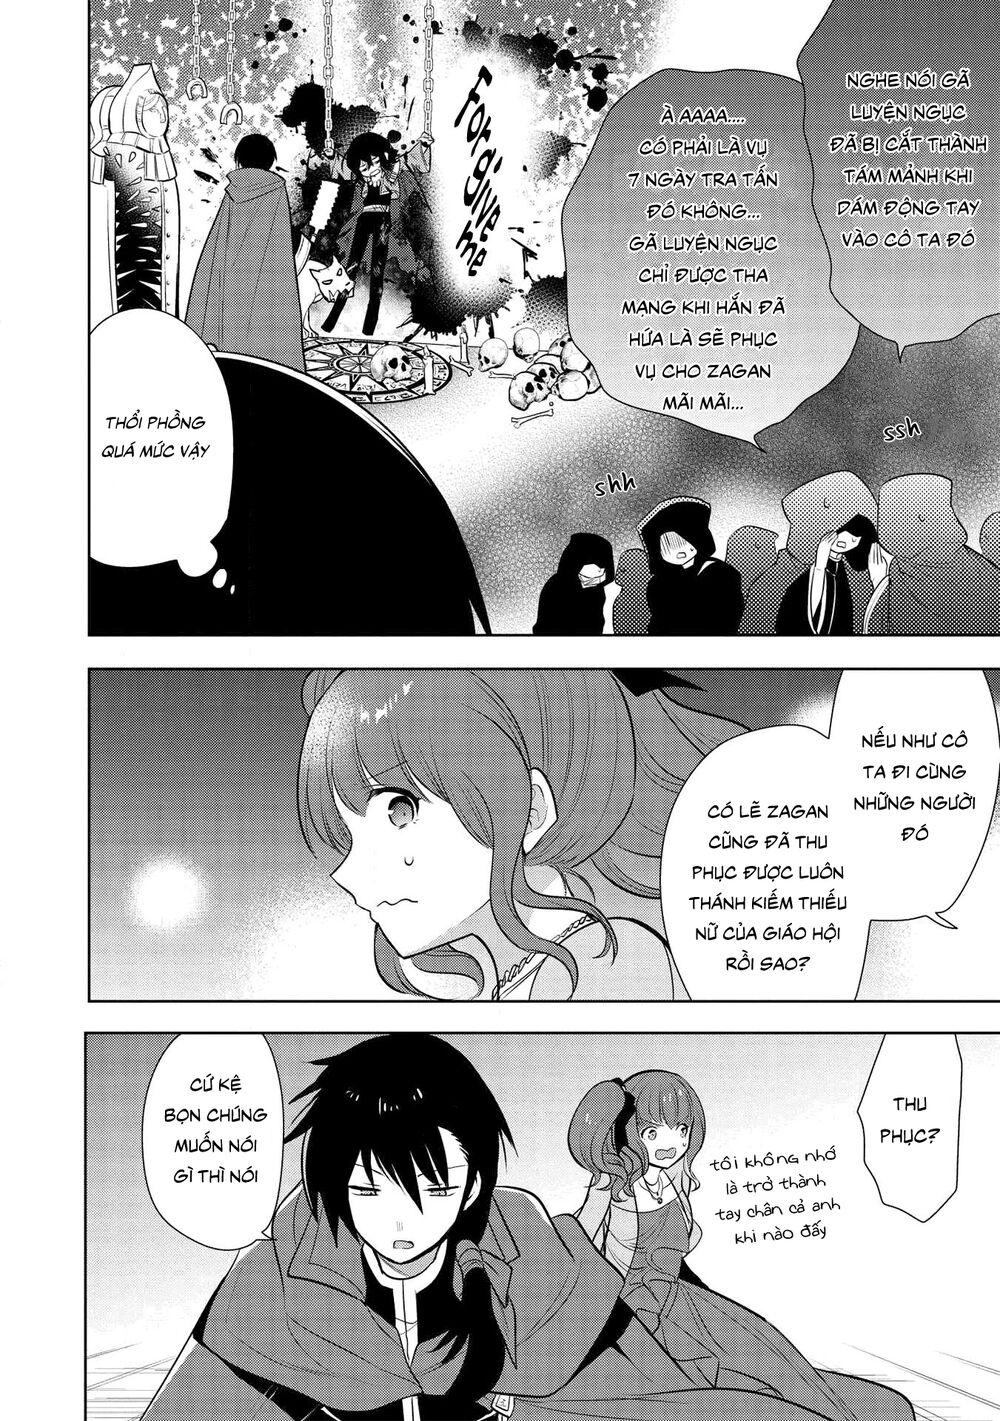 NGHE NÓI GÃ
LUYỆN NGỤC
ĐÃ BỊ CẮT THÀNH
TÁM MẢNH KHI
DÁM ĐỘNG TAY
VÀO CÔ TA ĐÓ
À AAAA....
CÓ PHẢI LÀ VỤ
7 NGÀY TRA TẤN
ĐÓ KHÔNG...
GÃ LUYỆN NGỤC
CHỈ ĐƯỢC THA
MẠNG KHI HẮN ĐÃ
HỨA LÀ SẼ PHỤC
VỤ CHO ZAGAN
MÃI MÃI...
Forgive
me
ssh
shh
THỔI PHỒNG
QUÁ MỨC VẬY
NẾU NHƯ CÔ
TA ĐI CÙNG
NHỮNG NGƯỜI
ĐÓ
CÓ LẼ ZAGAN
CŨNG ĐÃ THU
PHỤC ĐƯỢC LUÔN
THÁNH KIẾM THIẾU
NỮ CỦA GIÁO HỘI
RỒI SAO?
THU
PHỤC?
tôi không nhớ
là trở thành
tay chân cả anh
khi nào đấy
CỨ KỆ
BỌN CHÚNG
MUỐN NÓI
GÌ THÌ NÓI